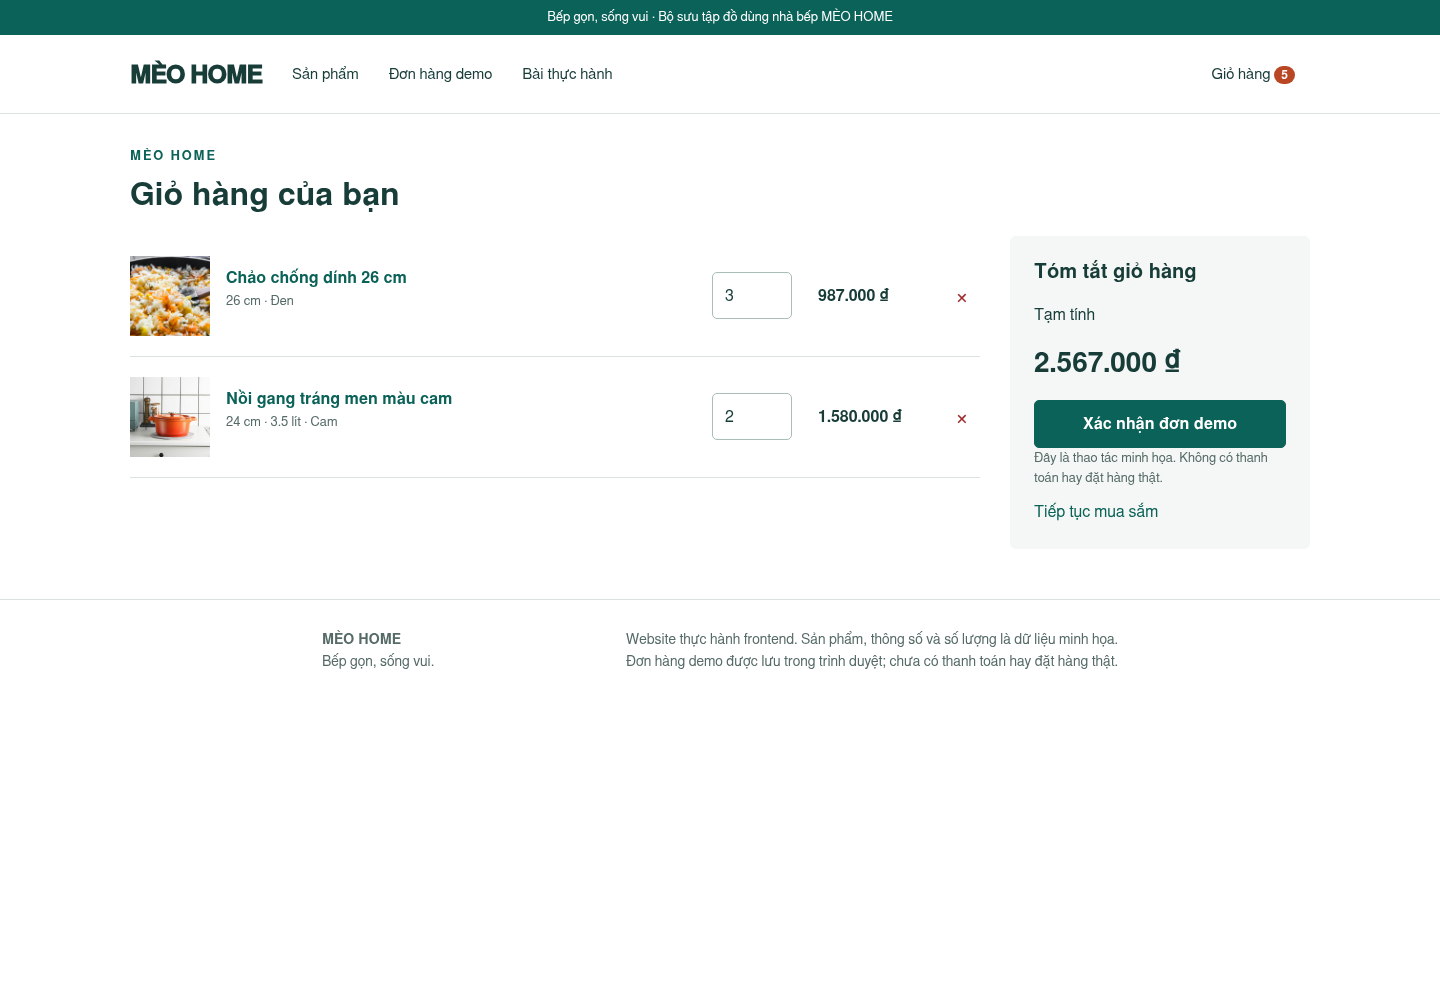 Bếp gọn, sống vui · Bộ sưu tập đồ dùng nhà bếp MÈO HOME
MÈO HOME
Sản phẩm
Đơn hàng demo
Bài thực hành
Giỏ hàng 5
MÈO HOME
Giỏ hàng của bạn
Chảo chống dính 26 cm
26 cm · Đen
3
987.000 ₫
×
Nồi gang tráng men màu cam
24 cm · 3.5 lít · Cam
2
1.580.000 ₫
×
Tóm tắt giỏ hàng
Tạm tính
2.567.000 ₫
Xác nhận đơn demo
Đây là thao tác minh họa. Không có thanh
toán hay đặt hàng thật.
Tiếp tục mua sắm
MÈO HOME
Bếp gọn, sống vui.
Website thực hành frontend. Sản phẩm, thông số và số lượng là dữ liệu minh họa.
Đơn hàng demo được lưu trong trình duyệt; chưa có thanh toán hay đặt hàng thật.